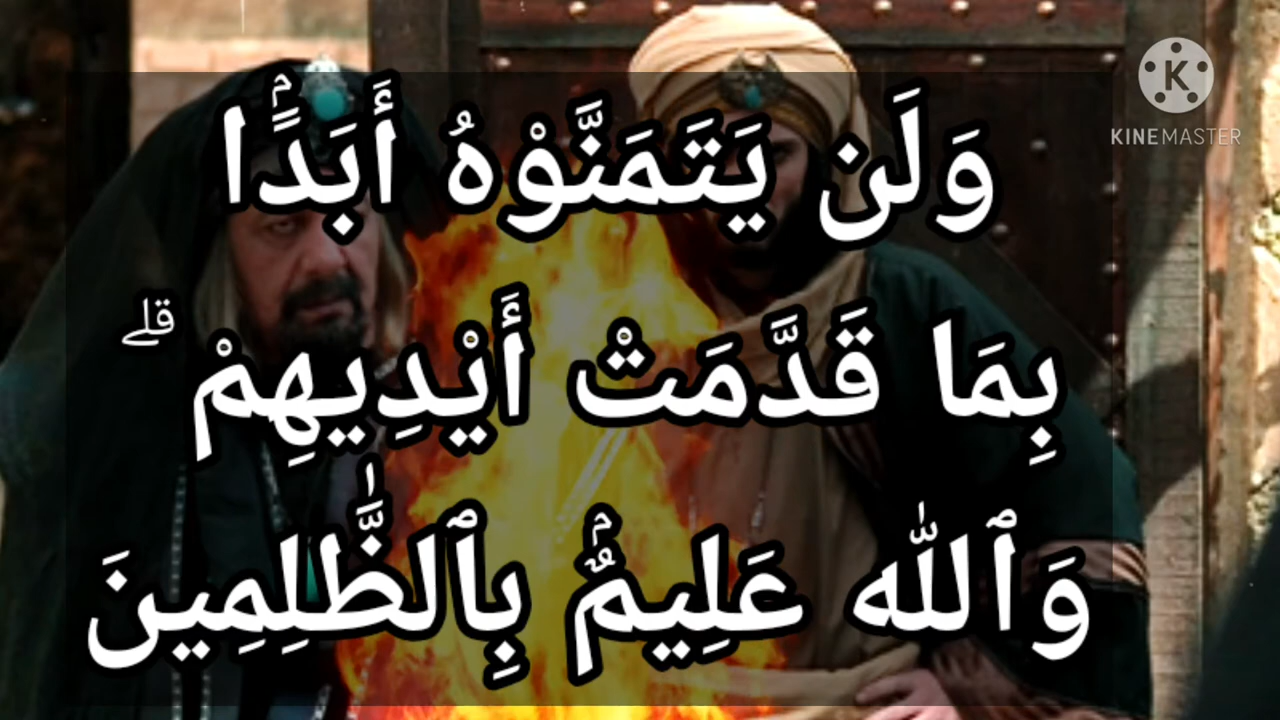 وَلَن يَتَمَنَّوْهُ أَبَدًۢا
بِمَا قَدَّمَتْ أَيْدِيهِمْ ۗ
وَٱللّٰه عَلِيمٌۢ بِٱلظَّٰلِمِينَ
KINEMASTER